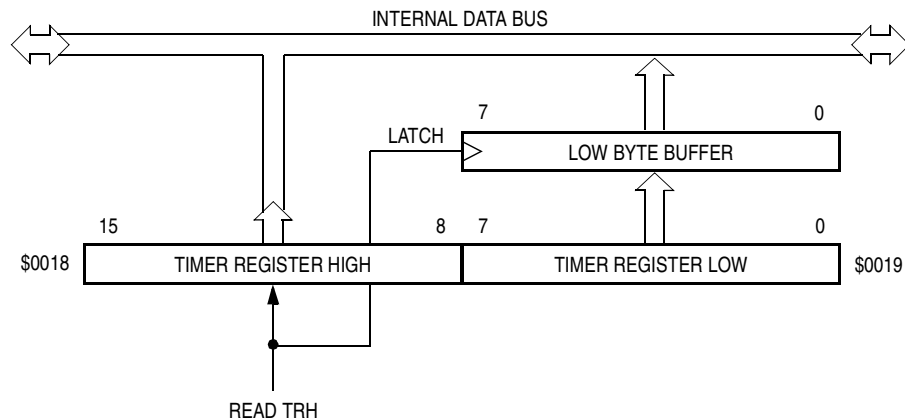 INTERNAL DATA BUS
7 0
LATCH
LOW BYTE BUFFER
15 8 7 0
$0018 TIMER REGISTER HIGH TIMER REGISTER LOW $0019
READ TRH